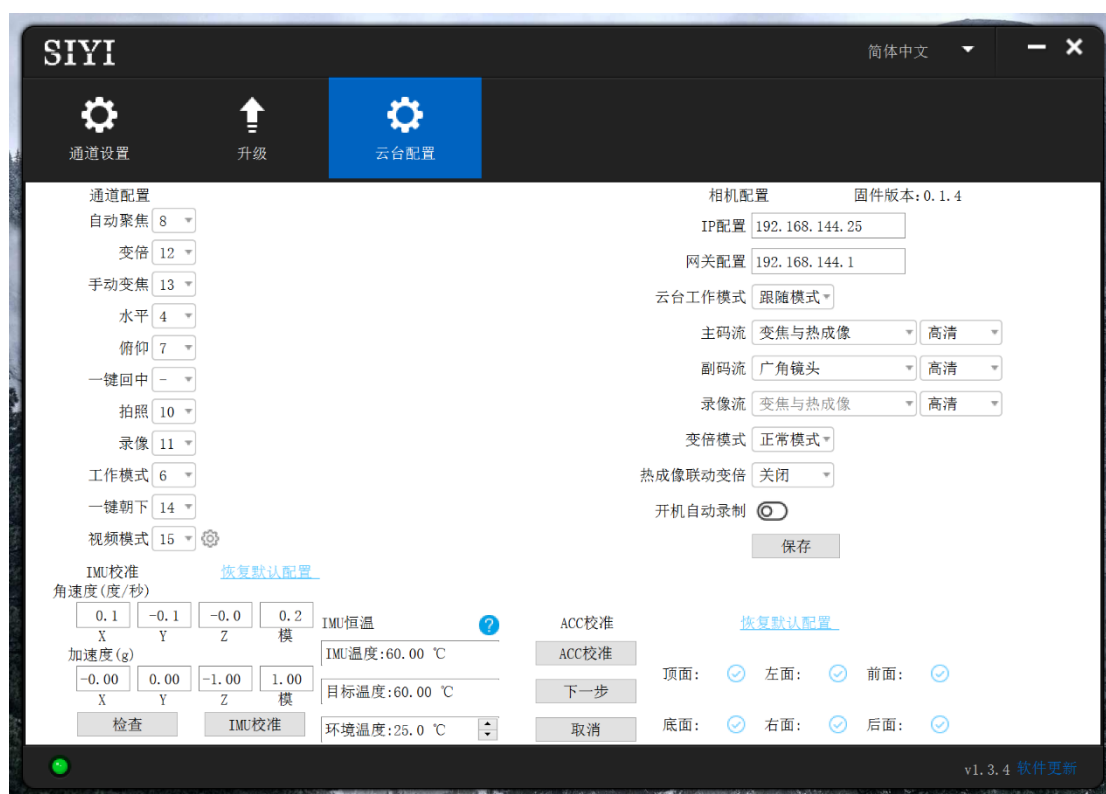 SIYI 简体中文
通道设置 升级 云台配置
通道配置
自动聚焦 8
变倍 12
手动变焦 13
水平 4
俯仰 7
一键回中 -
拍照 10
录像 11
工作模式 6
一键朝下 14
视频模式 15
相机配置 固件版本:0.1.4
IP配置 192.168.144.25
网关配置 192.168.144.1
云台工作模式 跟随模式
主码流 变焦与热成像 高清
副码流 广角镜头 高清
录像流 变焦与热成像 高清
变倍模式 正常模式
热成像联动变倍 关闭
开机自动录制
保存
IMU校准 恢复默认配置
角速度(度/秒)
0.1 -0.1 -0.0 0.2
X Y Z 模
加速度(g)
-0.00 0.00 -1.00 1.00
X Y Z 模
检查 IMU校准
IMU恒温 ?
IMU温度:60.00 ℃
目标温度:60.00 ℃
环境温度:25.0 ℃
ACC校准 恢复默认配置
ACC校准
下一步
取消
顶面: 左面: 前面:
底面: 右面: 后面:
v1.3.4 软件更新